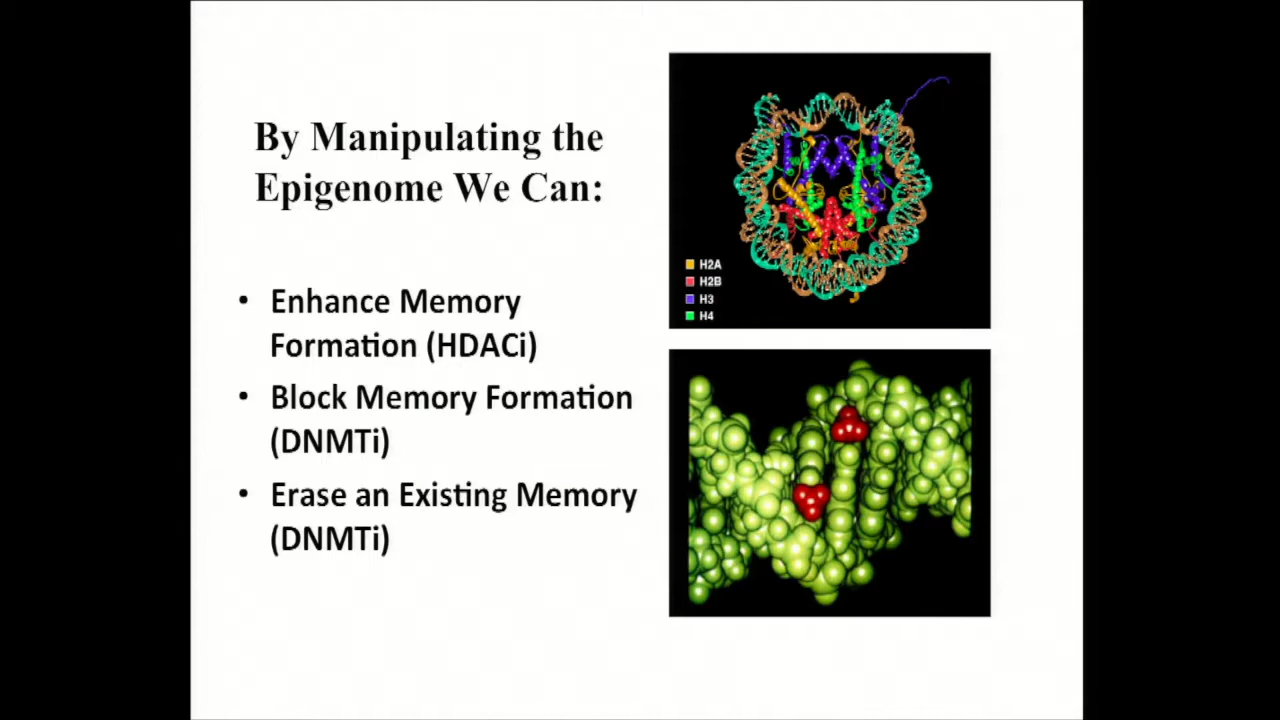 By Manipulating the
Epigenome We Can:
• Enhance Memory
Formation (HDACi)
• Block Memory Formation
(DNMTi)
• Erase an Existing Memory
(DNMTi)
H2A
H2B
H3
H4